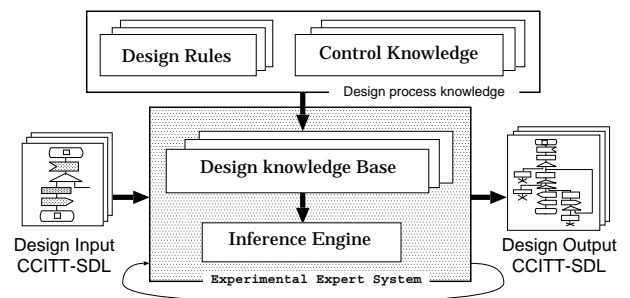 Design Rules
Control Knowledge
Design process knowledge
Design knowledge Base
Inference Engine
Experimental Expert System
Design Input
CCITT-SDL
Design Output
CCITT-SDL